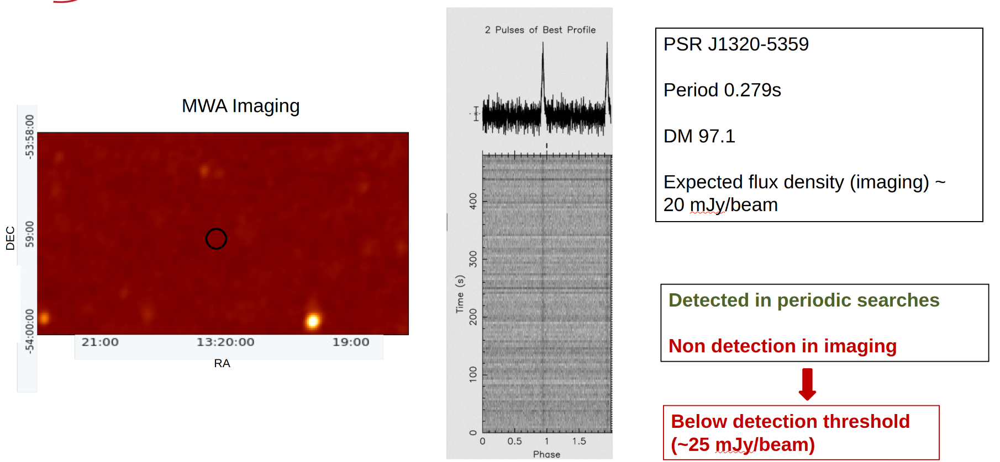 MWA Imaging
-53:58:00
59:00
-54:00:00
DEC
21:00
13:20:00
19:00
RA
2 Pulses of Best Profile
400
300
200
100
0
Time (s)
0
0.5
1
1.5
Phase
PSR J1320-5359
Period 0.279s
DM 97.1
Expected flux density (imaging) ~
20 mJy/beam
Detected in periodic searches
Non detection in imaging
Below detection threshold
(~25 mJy/beam)